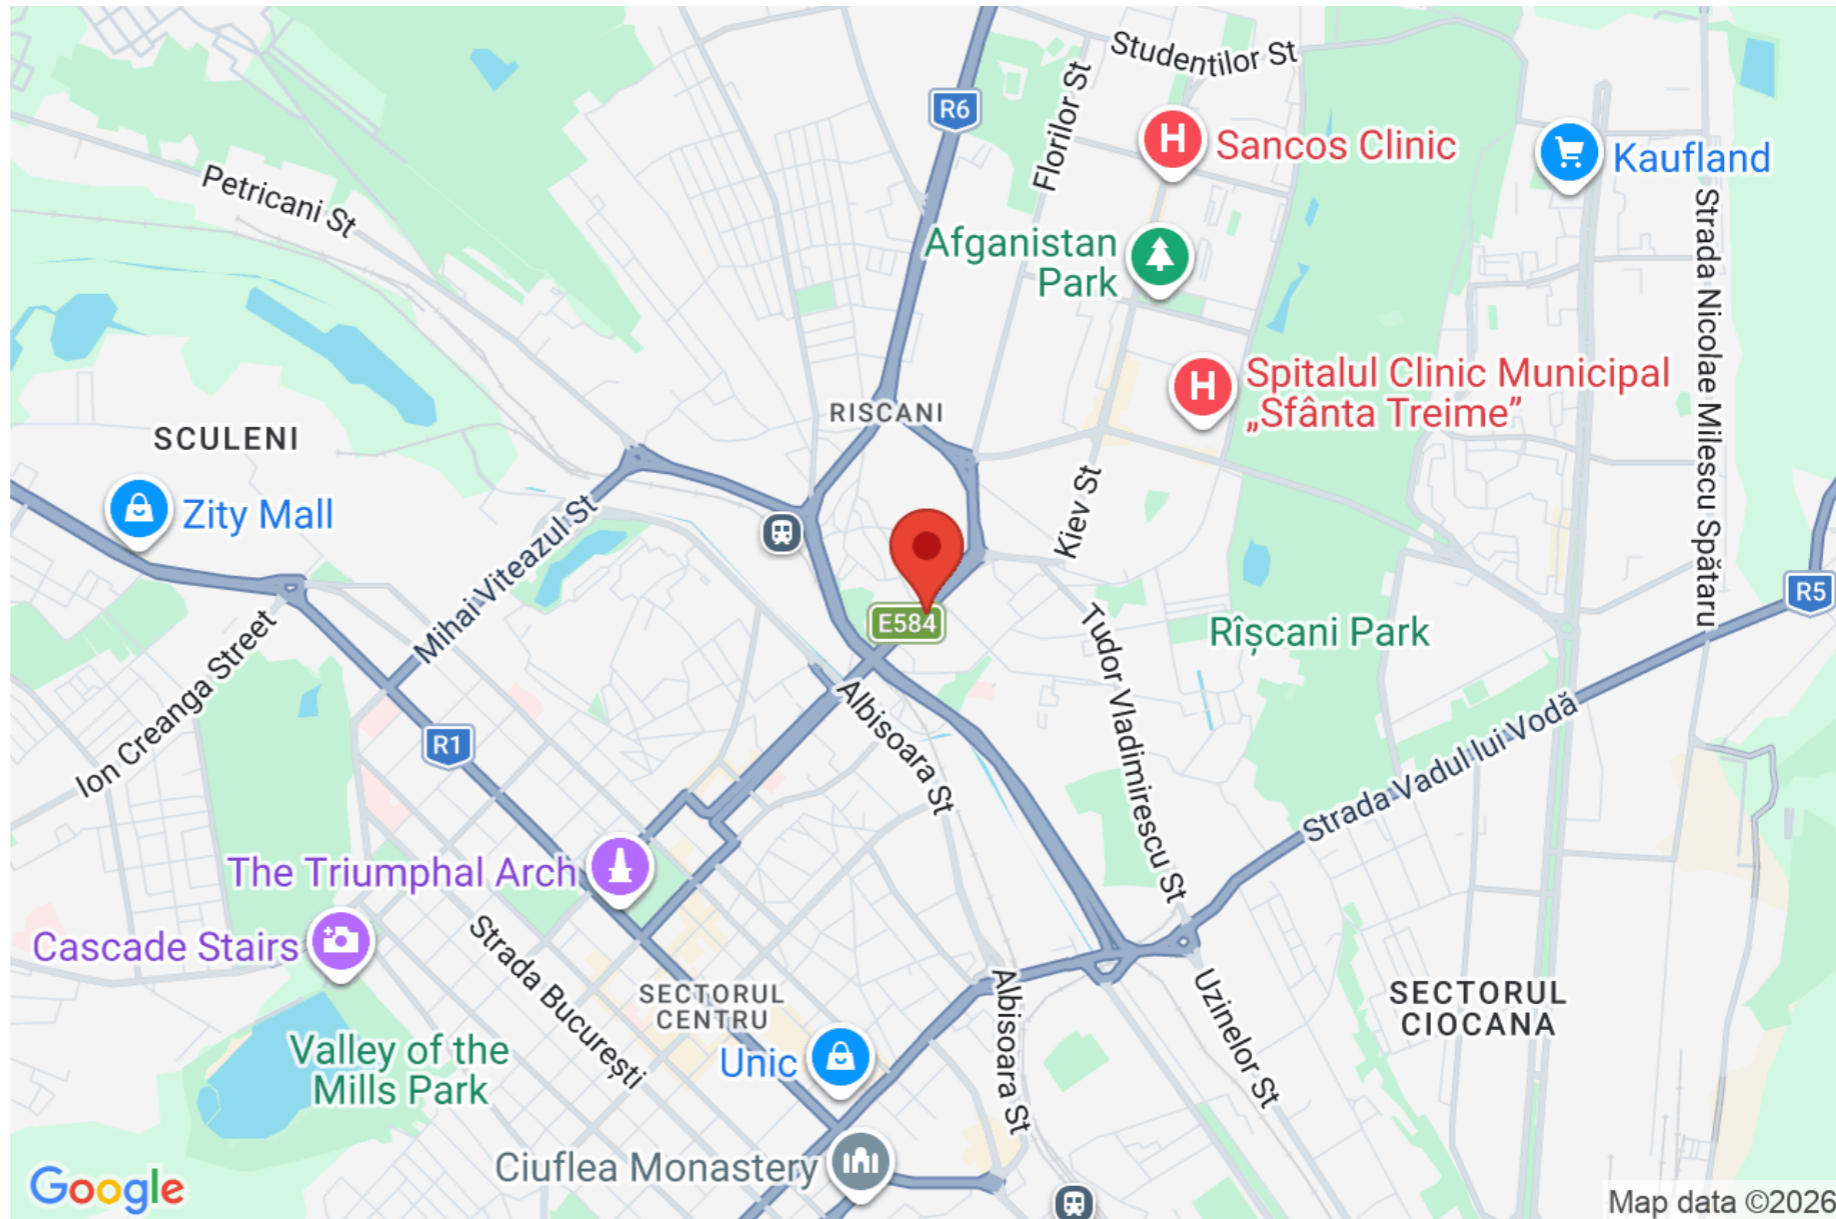 Studentilor St
R6
Florilor St
Sancos Clinic
Kaufland
Petricani St
Strada Nicolae Milescu Spătaru
Afganistan
Park
Spitalul Clinic Municipal
„Sfânta Treime”
RISCANI
SCULENI
Zity Mall
Mihai Viteazul St
Kiev St
E584
R5
Rîșcani Park
Ion Creanga Street
Tudor Vladimirescu St
Albisoara St
R1
Strada Vadul lui Vodă
The Triumphal Arch
Cascade Stairs
Strada București
SECTORUL
CENTRU
Albisoara St
Uzinelor St
SECTORUL
CIOCANA
Valley of the
Mills Park
Unic
Ciuflea Monastery
Google
Map data ©2026